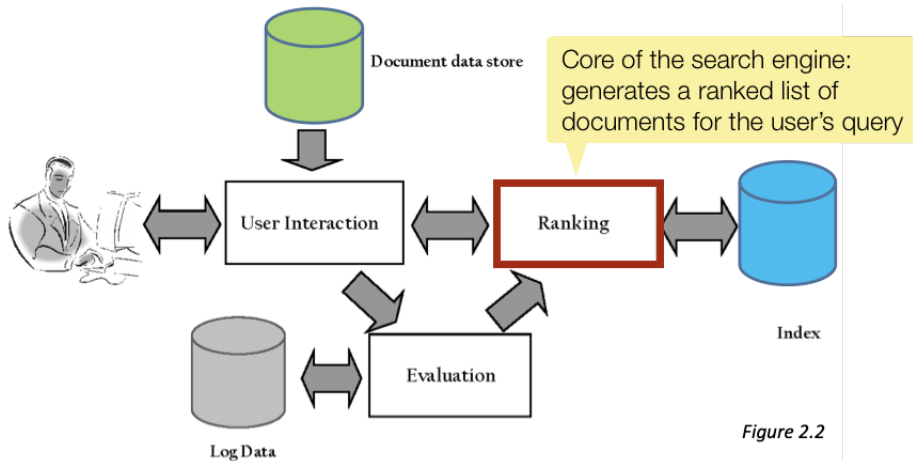 Document data store
Core of the search engine:
generates a ranked list of
documents for the user's query
User Interaction
Ranking
Index
Evaluation
Log Data
Figure 2.2